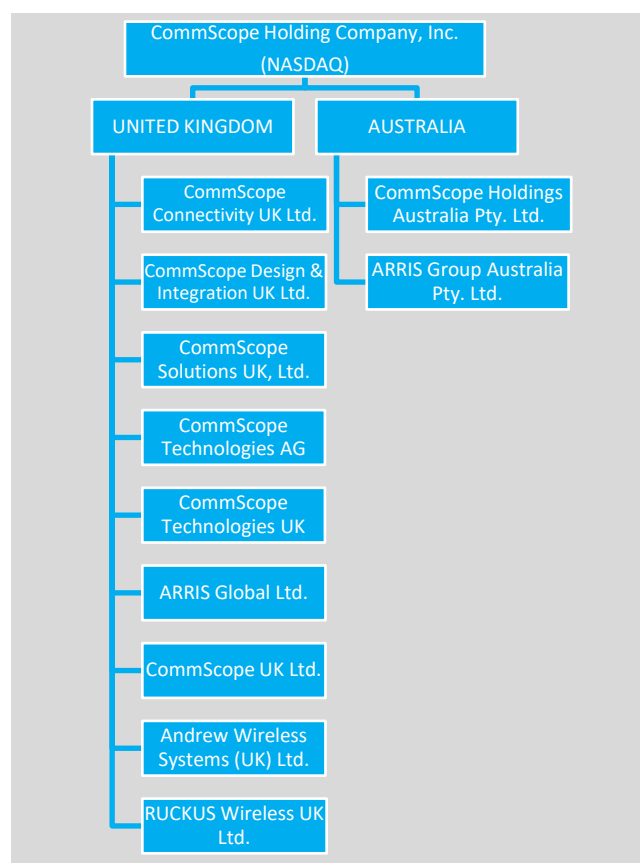 CommScope Holding Company, Inc.
(NASDAQ)
UNITED KINGDOM
AUSTRALIA
CommScope
Connectivity UK Ltd.
CommScope Design &
Integration UK Ltd.
CommScope
Solutions UK, Ltd.
CommScope
Technologies AG
CommScope
Technologies UK
ARRIS Global Ltd.
CommScope UK Ltd.
Andrew Wireless
Systems (UK) Ltd.
RUCKUS Wireless UK
Ltd.
CommScope Holdings
Australia Pty. Ltd.
ARRIS Group Australia
Pty. Ltd.